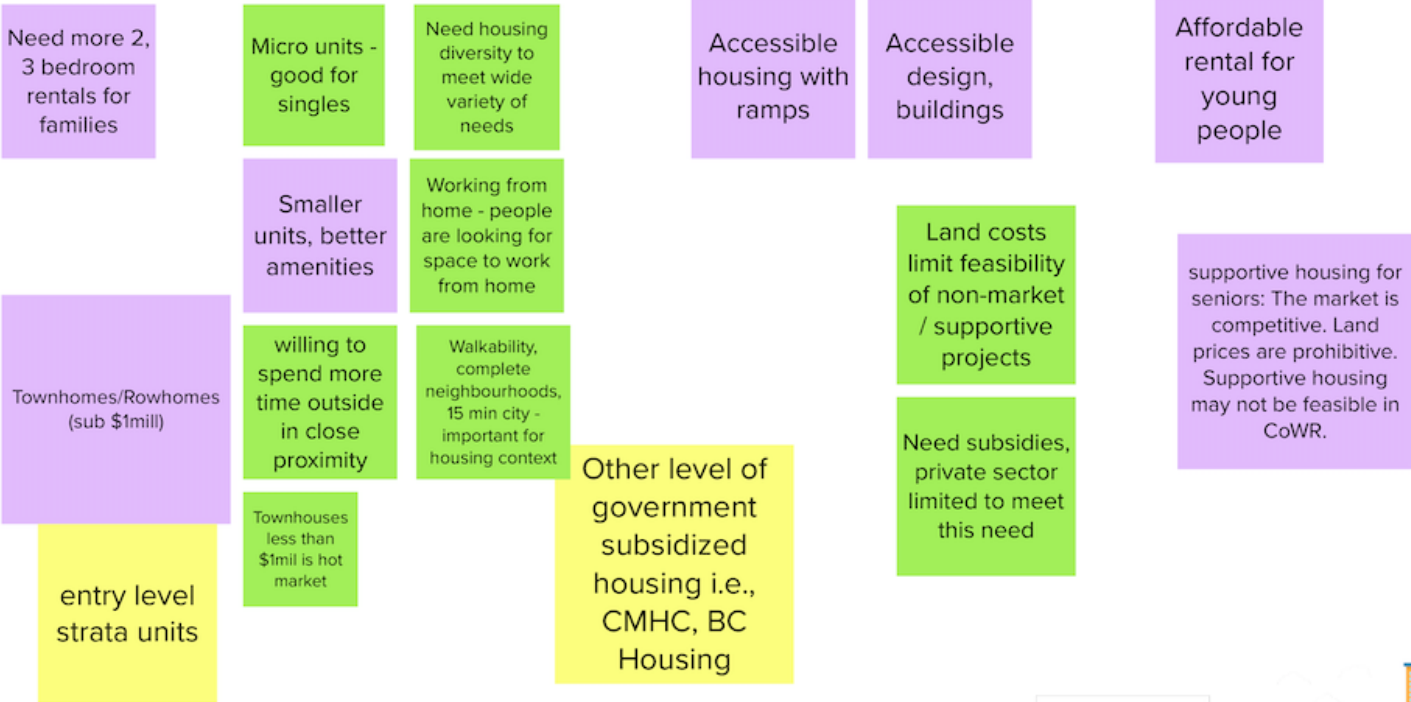 Need more 2,
3 bedroom
rentals for
families
Micro units -
good for
singles
Need housing
diversity to
meet wide
variety of
needs
Accessible
housing with
ramps
Accessible
design,
buildings
Affordable
rental for
young
people
Smaller
units, better
amenities
Working from
home - people
are looking for
space to work
from home
Land costs
limit feasibility
of non-market
/ supportive
projects
supportive housing for
seniors: The market is
competitive. Land
prices are prohibitive.
Supportive housing
may not be feasible in
CoWR.
Townhomes/Rowhomes
(sub $1mill)
willing to
spend more
time outside
in close
proximity
Walkability,
complete
neighbourhoods,
15 min city -
important for
housing context
Need subsidies,
private sector
limited to meet
this need
Other level of
government
subsidized
housing i.e.,
CMHC, BC
Housing
Townhouses
less than
$1mil is hot
market
entry level
strata units